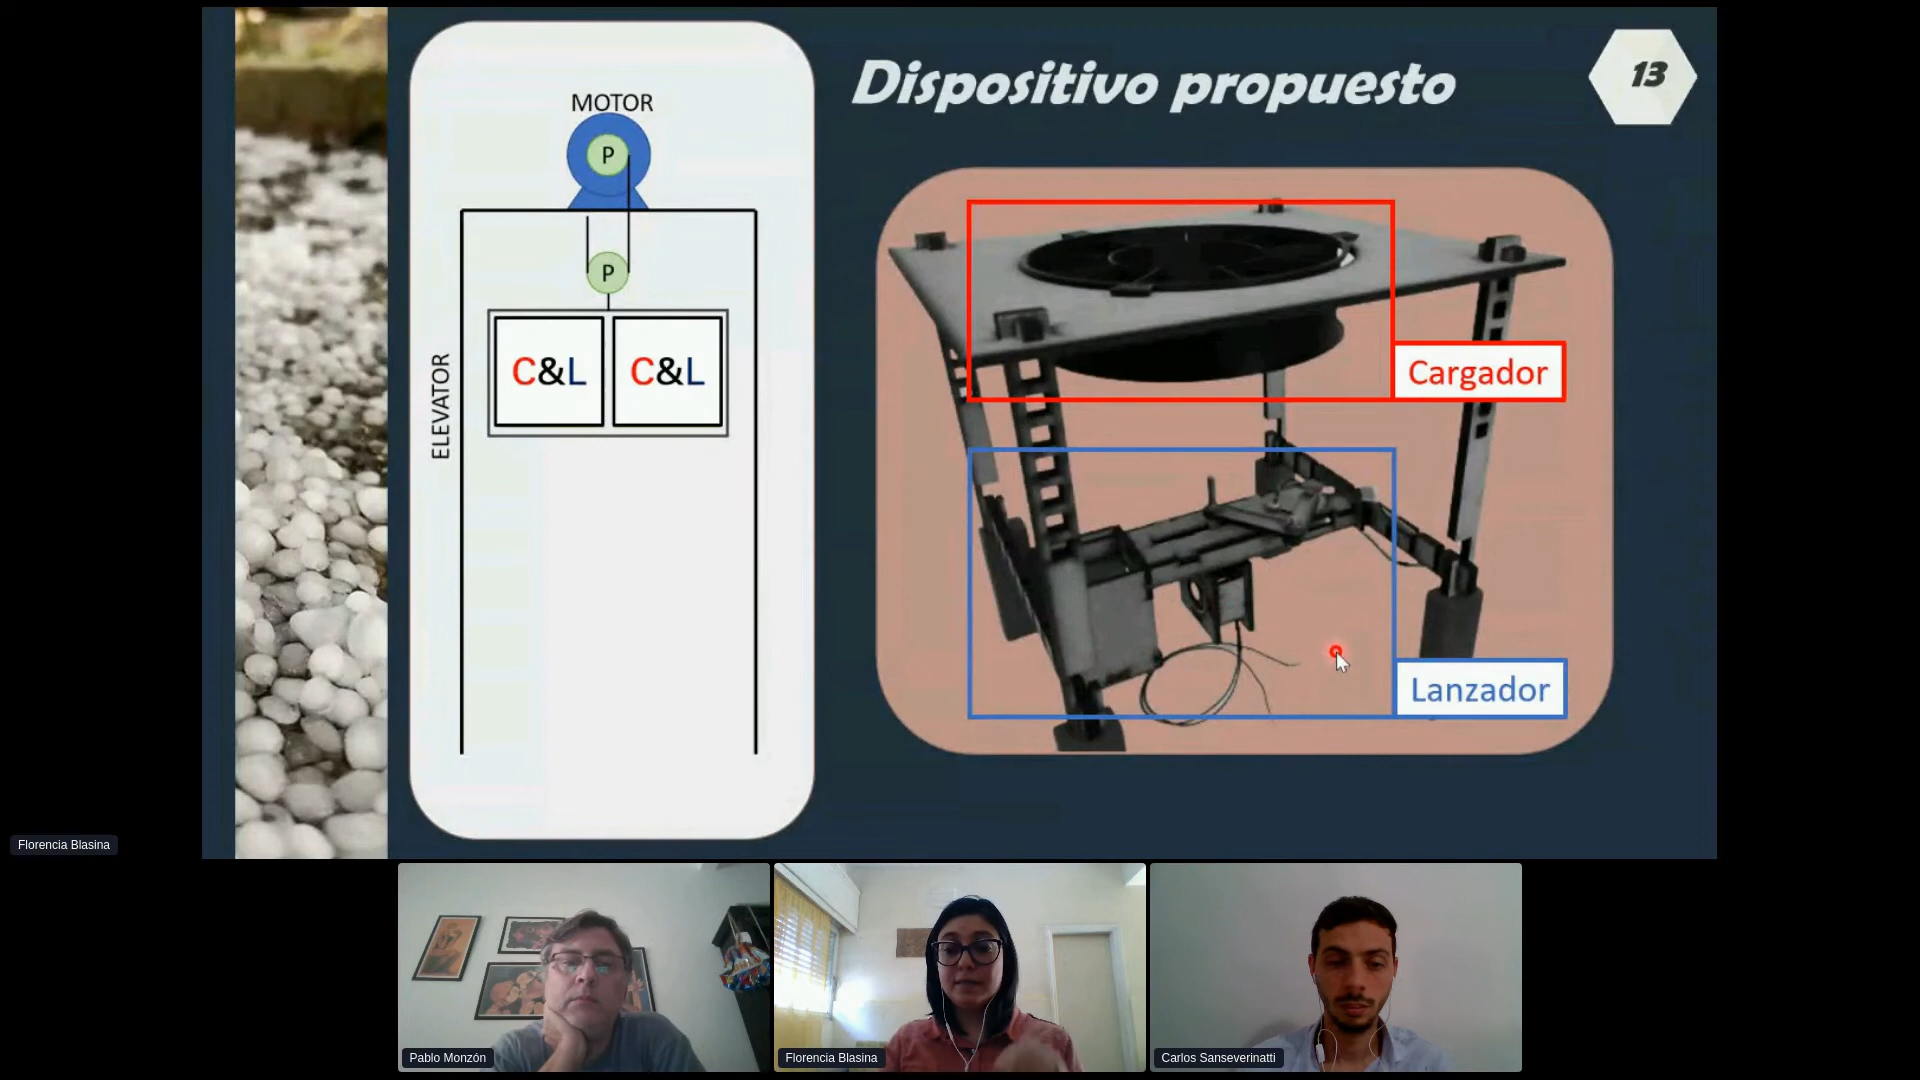 MOTOR
P
P
ELEVATOR
C&L
C&L
Dispositivo propuesto
13
Cargador
Lanzador
Florencia Blasina
Pablo Monzón
Florencia Blasina
Carlos Sanseverinatti